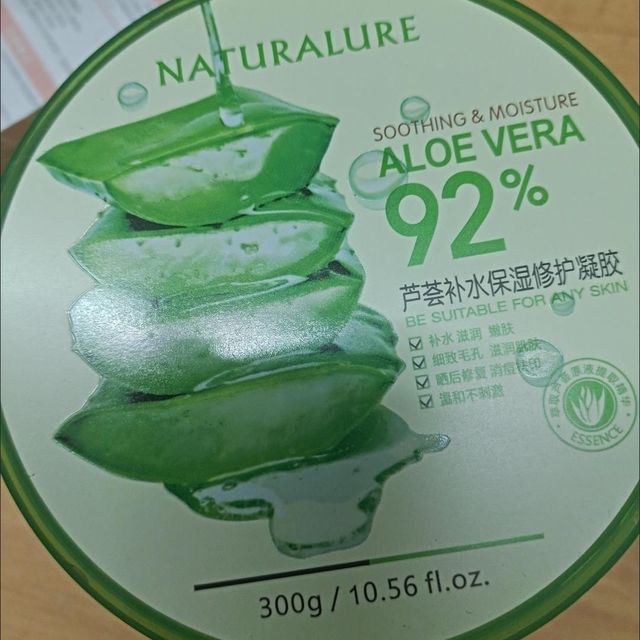 NATURALURE
SOOTHING & MOISTURE
ALOE VERA
92%
芦荟补水保湿修护凝胶
BE SUITABLE FOR ANY SKIN
补水 滋润 嫩肤
细致毛孔 滋润肌肤
晒后修复 消痘
温和不刺激
ESSENCE
300g / 10.56 fl.oz.